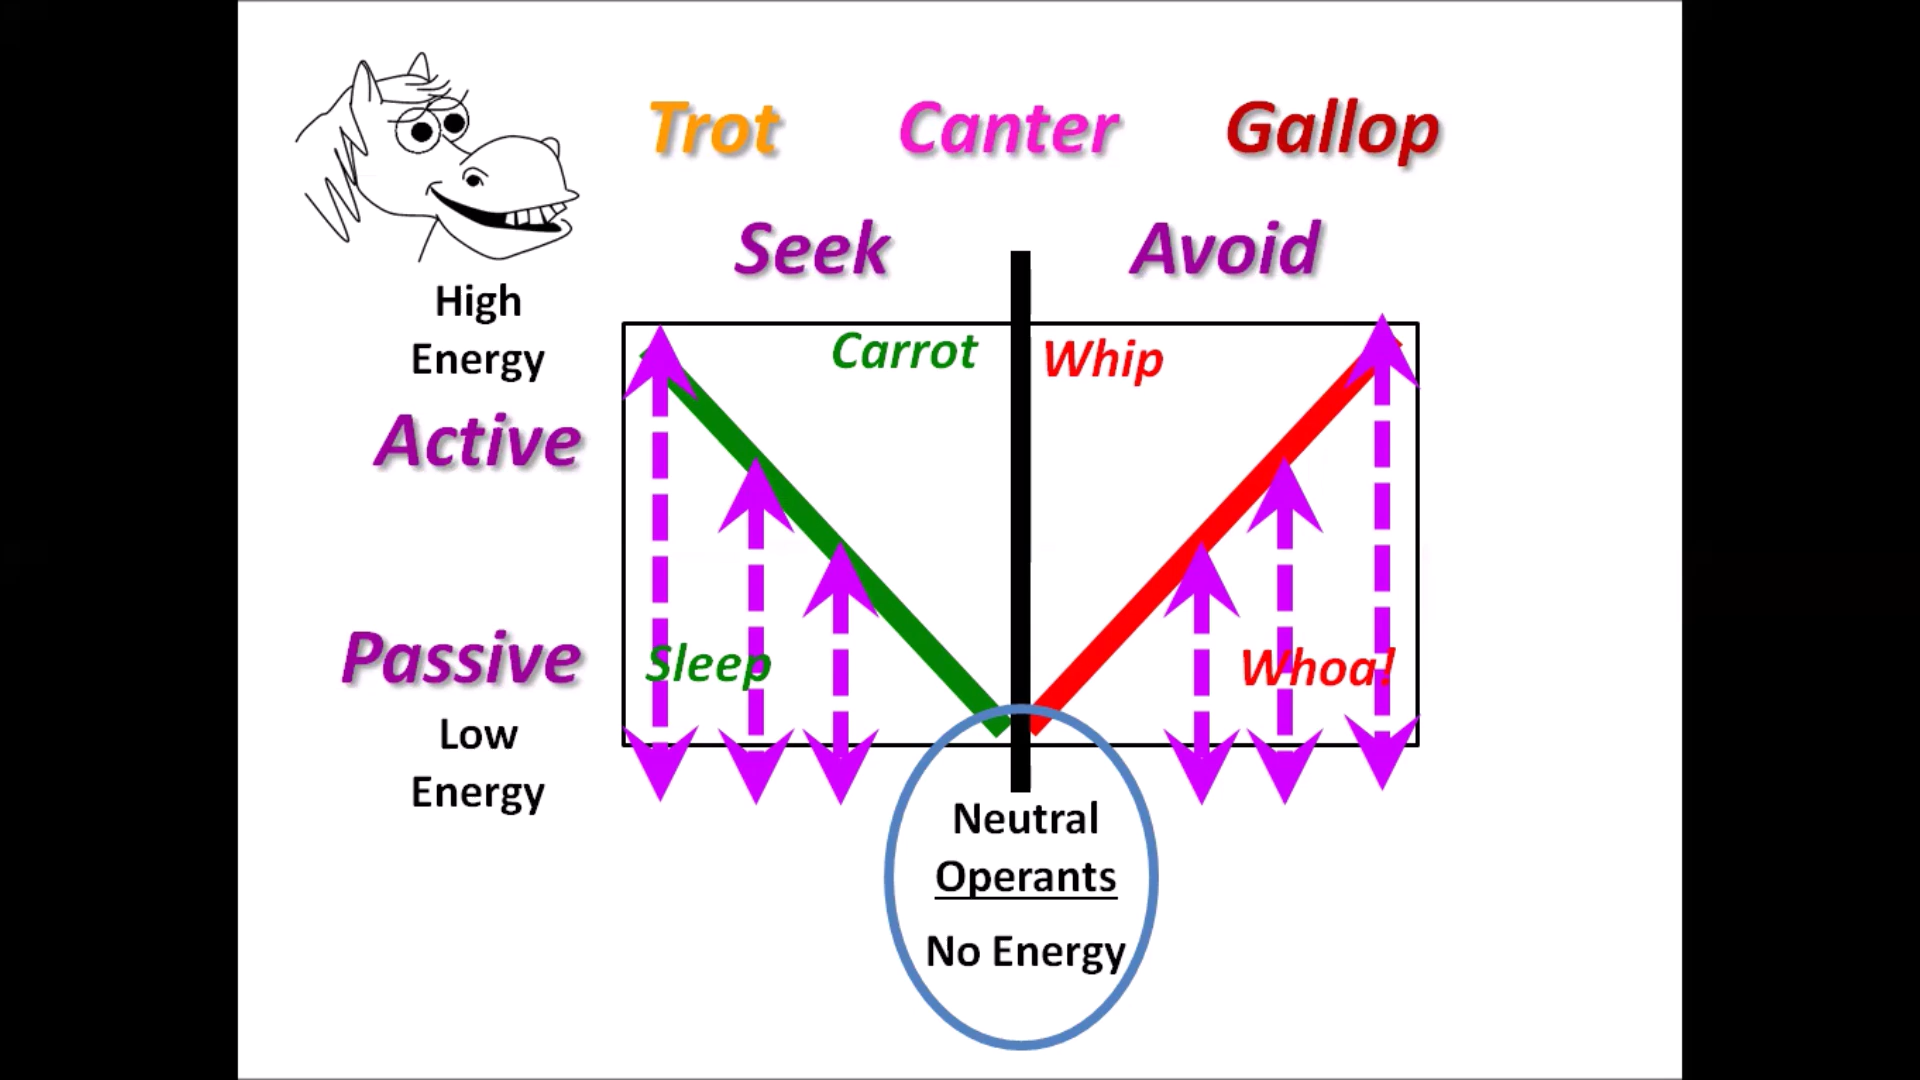 Trot Canter Gallop
Seek Avoid
High
Energy
Carrot Whip
Active
Passive
Sleep Whoa!
Low
Energy
Neutral
Operants
No Energy